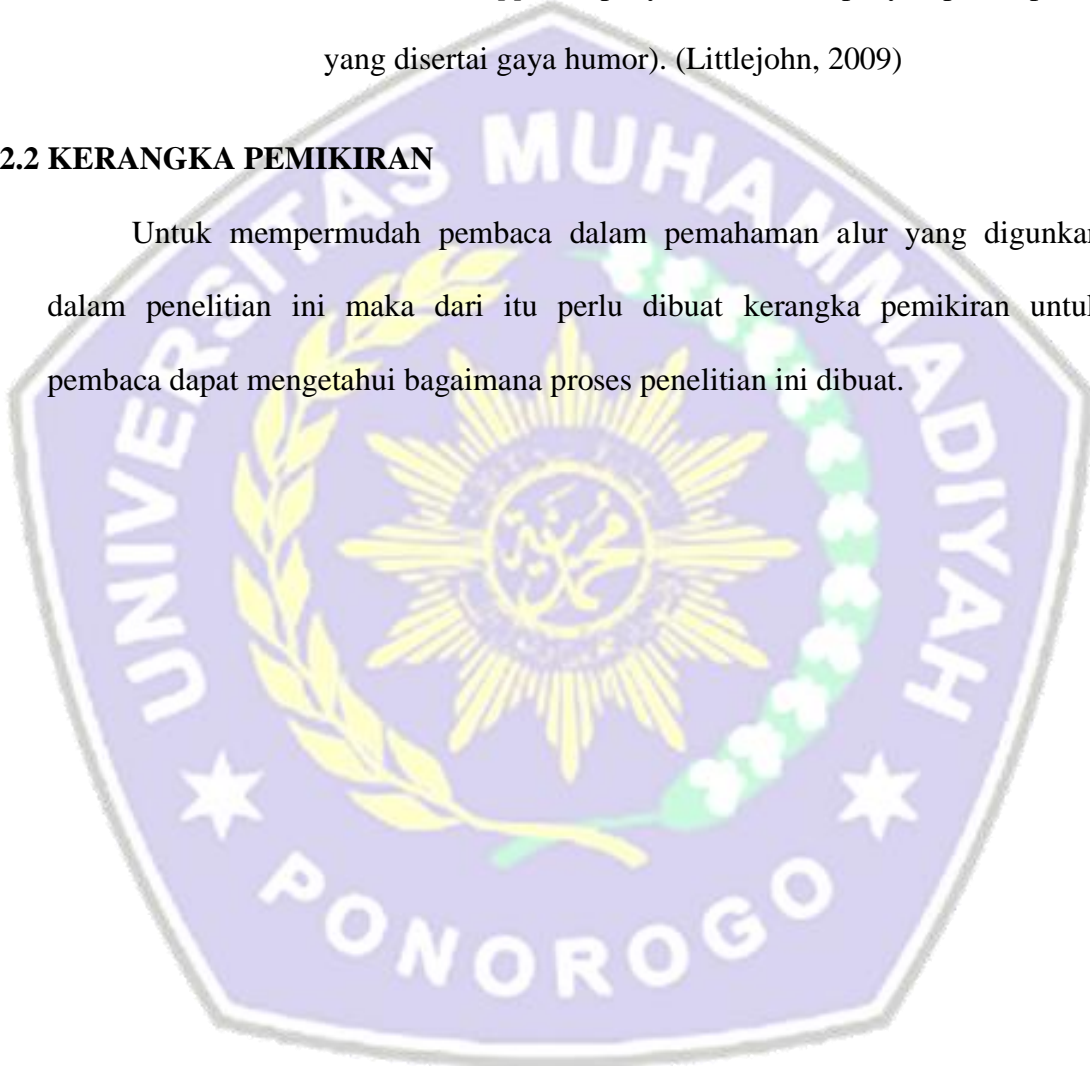 yang disertai gaya humor). (Littlejohn, 2009)
2.2 KERANGKA PEMIKIRAN
Untuk mempermudah pembaca dalam pemahaman alur yang digunkan
dalam penelitian ini maka dari itu perlu dibuat kerangka pemikiran untuk
pembaca dapat mengetahui bagaimana proses penelitian ini dibuat.
UNIVERSITAS MUHAMMADIYAH
PONOROGO
محمدية